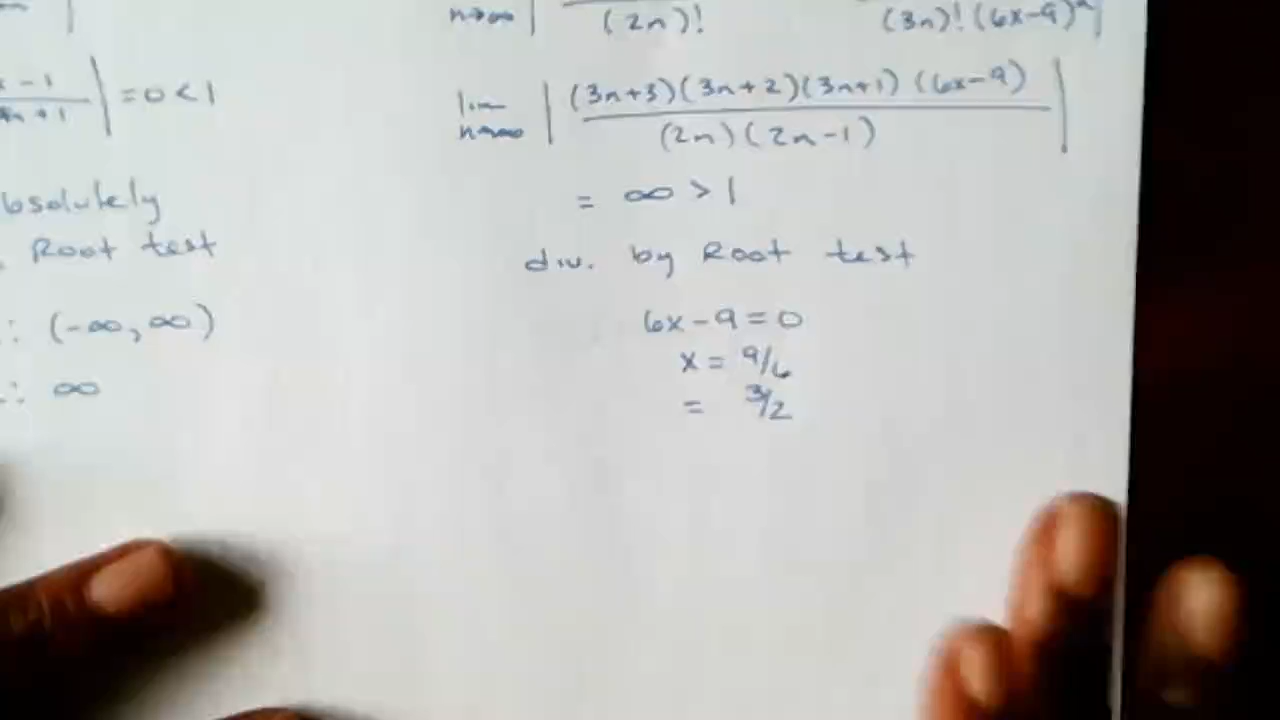 = 0 < 1
Root test
(-∞, ∞)
∴ ∞
n→∞ | (2n)! (3n)! (6x-9)ⁿ|
lim n→∞ | (3n+3)(3n+2)(3n+1)(6x-9) / (2n)(2n-1) |
= ∞ > 1
div. by Root test
6x-9=0
x = 9/6
= 3/2